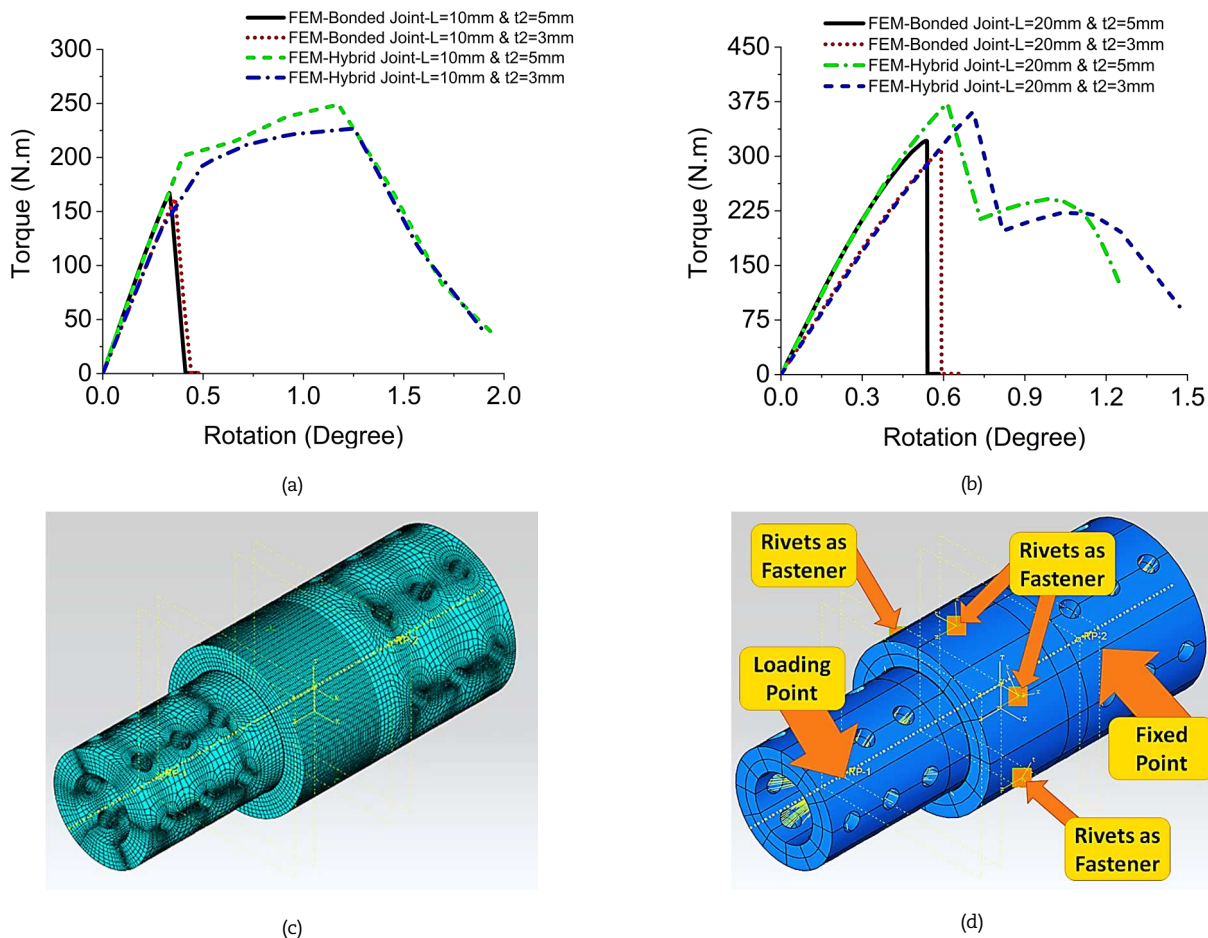 FEM-Bonded Joint-L=10mm & t2=5mm
FEM-Bonded Joint-L=10mm & t2=3mm
FEM-Hybrid Joint-L=10mm & t2=5mm
FEM-Hybrid Joint-L=10mm & t2=3mm
300
250
200
150
100
50
0
Torque (N.m)
0.0 0.5 1.0 1.5 2.0
Rotation (Degree)
(a)
FEM-Bonded Joint-L=20mm & t2=5mm
FEM-Bonded Joint-L=20mm & t2=3mm
FEM-Hybrid Joint-L=20mm & t2=5mm
FEM-Hybrid Joint-L=20mm & t2=3mm
450
375
300
225
150
75
0
Torque (N.m)
0.0 0.3 0.6 0.9 1.2 1.5
Rotation (Degree)
(b)
(c)
Rivets as
Fastener
Rivets as
Fastener
Loading
Point
RP-2
RP-1
Fixed
Point
Rivets as
Fastener
(d)